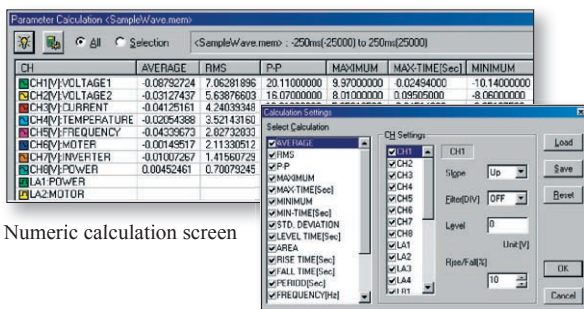 Parameter Calculation <SampleWave.mem>
All Selection <SampleWave.mem> : -250ms(-25000) to 250ms(25000)
CH AVERAGE RMS P-P MAXIMUM MAX-TIME[Sec] MINIMUM
CH1[V]:VOLTAGE1 -0.08792724 7.06281896 20.11000000 9.97000000 -0.02494000 -10.14000000
CH2[V]:VOLTAGE2 -0.03127437 5.63876603 16.07000000 8.01000000 0.09505000 -8.06000000
CH3[V]:CURRENT -0.04125161 4.24039348
CH4[V]:TEMPERATURE -0.02054388 3.52143160
CH5[V]:FREQUENCY -0.04339673 2.82732033
CH6[V]:MOTER -0.00149517 2.11330512
CH7[V]:INVERTER -0.01007267 1.41560729
CH8[V]:POWER 0.00452461 0.70079245
LA1:POWER
LA2:MOTOR
Numeric calculation screen
Calculation Settings
Select Calculation
AVERAGE
RMS
P-P
MAXIMUM
MAX-TIME[Sec]
MINIMUM
MIN-TIME[Sec]
STD. DEVIATION
LEVEL TIME[Sec]
AREA
RISE TIME[Sec]
FALL TIME[Sec]
PERIOD[Sec]
FREQUENCY[Hz]
CH Settings
CH1
CH2
CH3
CH4
CH5
CH6
CH7
CH8
LA1
LA2
LA3
LA4
LB1
CH1
Slope Up
Filter(DIV) OFF
Level 0
Unit:[V]
Rise/Fall[%]
10
Load
Save
Reset
OK
Cancel